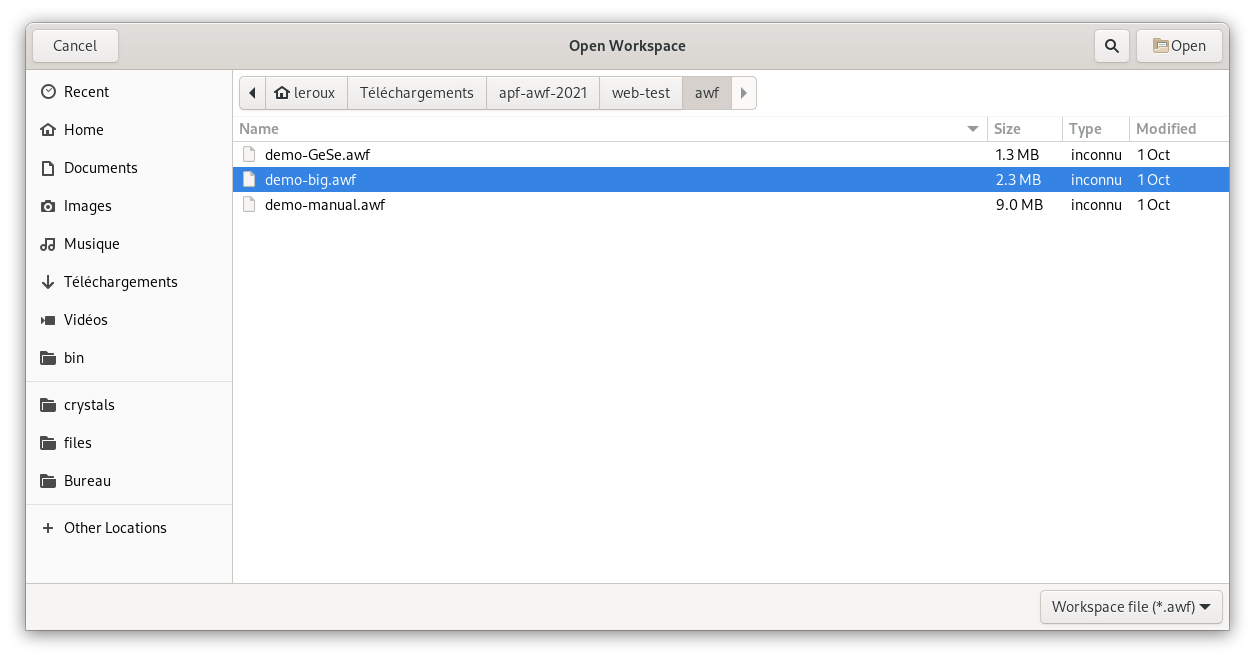 Cancel Open Workspace Open
Recent
Home
Documents
Images
Musique
Téléchargements
Vidéos
bin
crystals
files
Bureau
Other Locations
leroux Téléchargements apf-awf-2021 web-test awf
Name Size Type Modified
demo-GeSe.awf 1.3 MB inconnu 1 Oct
demo-big.awf 2.3 MB inconnu 1 Oct
demo-manual.awf 9.0 MB inconnu 1 Oct
Workspace file (*.awf)